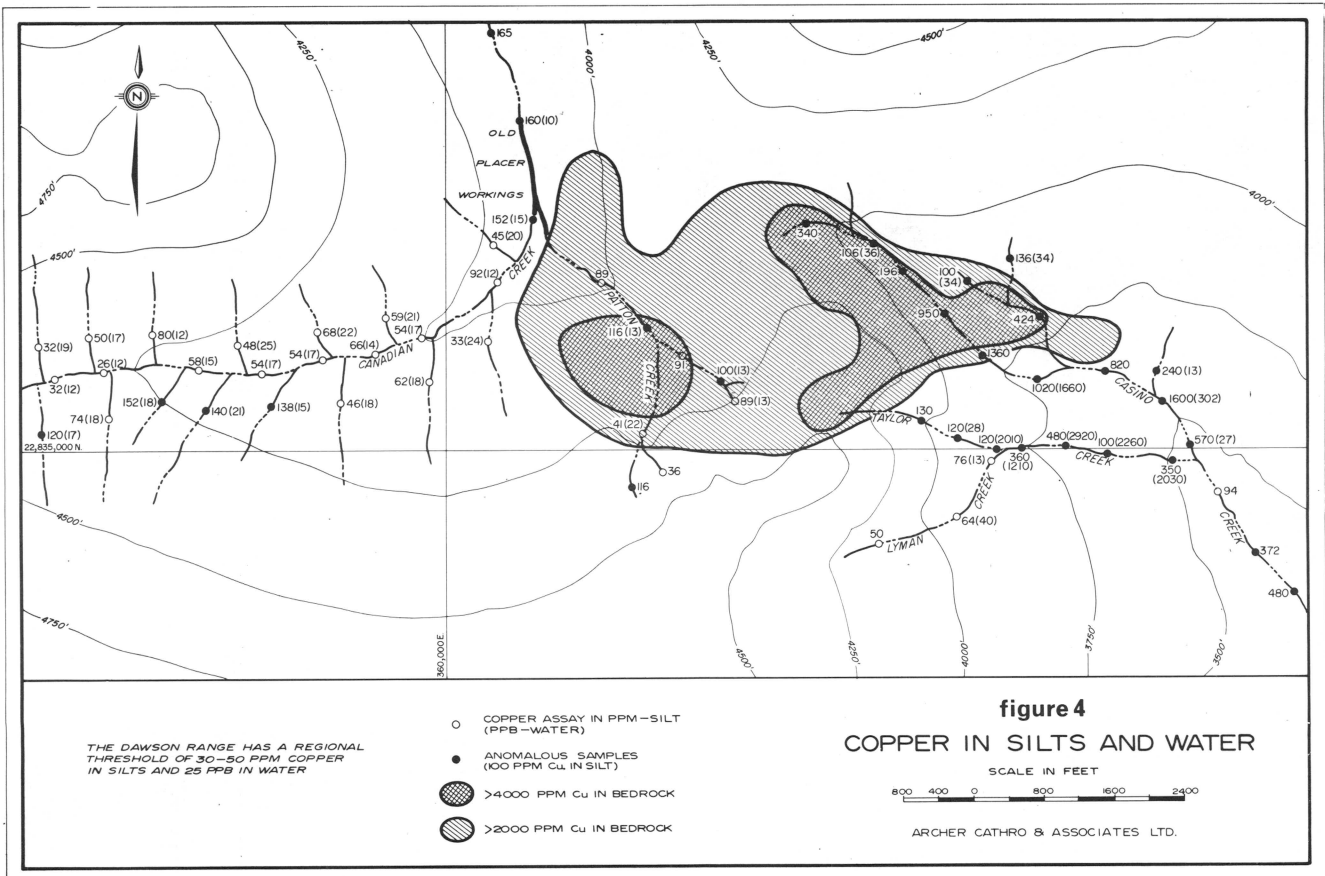 4500'
4250'
165
4000'
4250'
N
160(10)
OLD
PLACER
WORKINGS
4750'
4000'
152(15)
45(20)
340
106(36)
136(34)
4500'
CREEK
92(12)
89
196
100
(34)
PATTON
59(21)
950
424
68(22)
54(17)
116(13)
50(17)
80(12)
48(25)
66(14)
33(24)
32(19)
54(17)
CANADIAN
91
1360
58(15)
54(17)
26(12)
100(13)
820
240(13)
32(12)
62(18)
CREEK
1020(1660)
CASINO
89(13)
1600(302)
152(18)
140(21)
138(15)
46(18)
74(18)
TAYLOR
130
41(22)
120(28)
120(2010)
480(2920)
100(2260)
570(27)
120(17)
22,835,000 N.
76(13)
360
(1210)
CREEK
350
(2030)
36
116
CREEK
94
4500'
64(40)
50
LYMAN
CREEK
372
480
4750'
360,000 E.
4500'
4250'
4000'
3750'
3500'
THE DAWSON RANGE HAS A REGIONAL
THRESHOLD OF 30-50 PPM COPPER
IN SILTS AND 25 PPB IN WATER
COPPER ASSAY IN PPM-SILT
(PPB-WATER)
ANOMALOUS SAMPLES
(100 PPM Cu, IN SILT)
>4000 PPM Cu IN BEDROCK
>2000 PPM Cu IN BEDROCK
figure 4
COPPER IN SILTS AND WATER
SCALE IN FEET
800 400 0 800 1600 2400
ARCHER CATHRO & ASSOCIATES LTD.